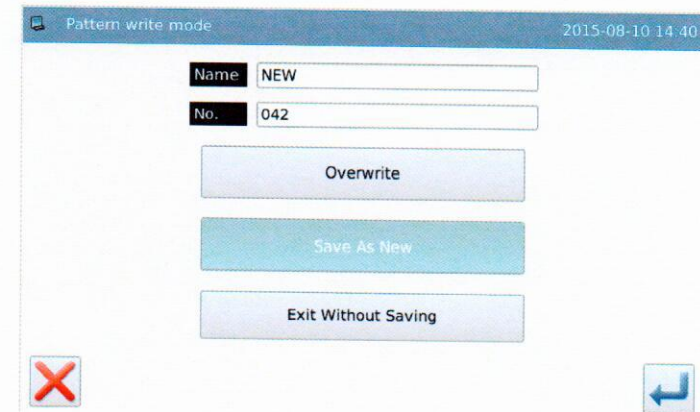 Pattern write mode 2015-08-10 14:40
Name NEW
No. 042
Overwrite
Save As New
Exit Without Saving